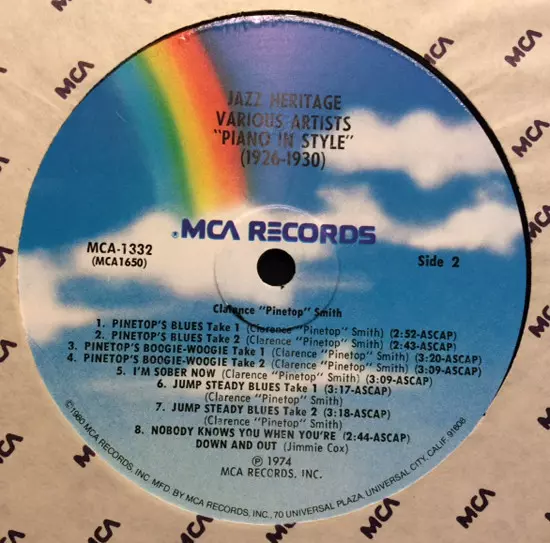 JAZZ HERITAGE
VARIOUS ARTISTS
"PIANO IN STYLE"
(1926-1930)
MCA RECORDS
MCA-1332
(MCA1650)
Side 2
Clarence "Pinetop" Smith
1. PINETOP'S BLUES Take 1 (Clarence "Pinetop" Smith) (2:52-ASCAP)
2. PINETOP'S BLUES Take 2 (Clarence "Pinetop" Smith) (2:43-ASCAP)
3. PINETOP'S BOOGIE-WOOGIE Take 1 (Clarence "Pinetop" Smith) (3:20-ASCAP)
4. PINETOP'S BOOGIE-WOOGIE Take 2 (Clarence "Pinetop" Smith) (3:09-ASCAP)
5. I'M SOBER NOW (Clarence "Pinetop" Smith) (3:09-ASCAP)
6. JUMP STEADY BLUES Take 1 (3:17-ASCAP)
(Clarence "Pinetop" Smith)
7. JUMP STEADY BLUES Take 2 (3:18-ASCAP)
(Clarence "Pinetop" Smith)
8. NOBODY KNOWS YOU WHEN YOU'RE (2:44-ASCAP)
DOWN AND OUT (Jimmie Cox)
℗ 1974
MCA RECORDS, INC.
©1980 MCA RECORDS, INC. MFD BY MCA RECORDS, INC., 70 UNIVERSAL PLAZA, UNIVERSAL CITY, CALIF. 91608
MCA
MCA
MCA
MCA
MCA
MCA
MCA
MCA